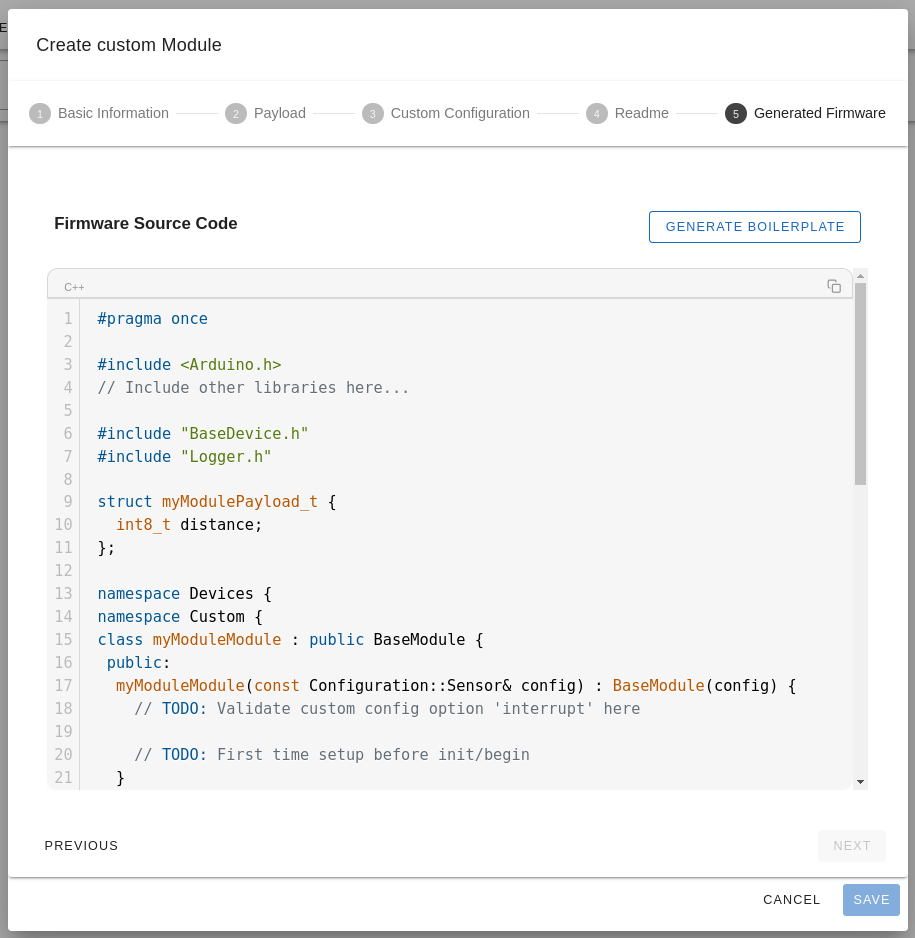 E
Create custom Module
1 Basic Information 2 Payload 3 Custom Configuration 4 Readme 5 Generated Firmware
Firmware Source Code
GENERATE BOILERPLATE
C++
1 #pragma once
2
3 #include <Arduino.h>
4 // Include other libraries here...
5
6 #include "BaseDevice.h"
7 #include "Logger.h"
8
9 struct myModulePayload_t {
10   int8_t distance;
11 };
12
13 namespace Devices {
14 namespace Custom {
15 class myModuleModule : public BaseModule {
16  public:
17   myModuleModule(const Configuration::Sensor& config) : BaseModule(config) {
18     // TODO: Validate custom config option 'interrupt' here
19
20     // TODO: First time setup before init/begin
21   }
PREVIOUS
NEXT
CANCEL
SAVE